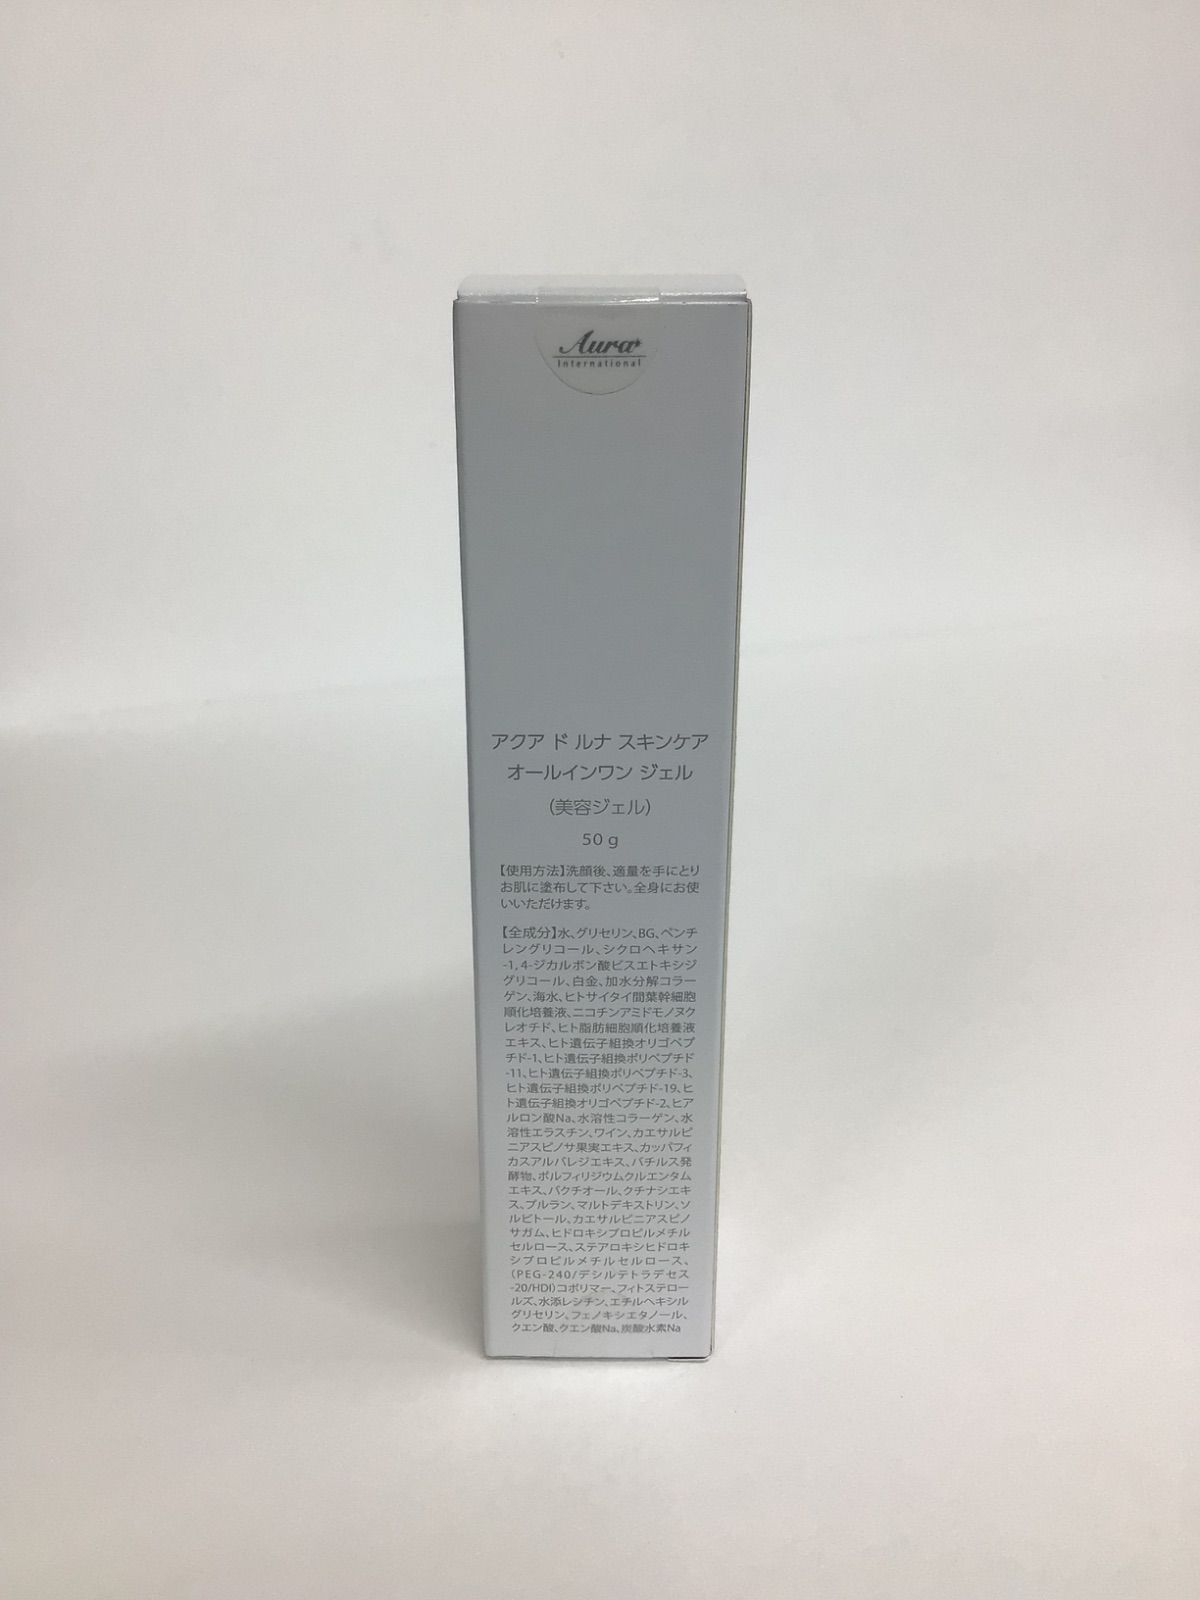 Aura
International
アクア ド ルナ スキンケア
オールインワン ジェル
(美容ジェル)
50 g
【使用方法】洗顔後、適量を手にとり
お肌に塗布して下さい。全身にお使
いいただけます。
【全成分】水、グリセリン、BG、ペンチ
レングリコール、シクロヘキサン
-1,4-ジカルボン酸ビスエトキシジ
グリコール、白金、加水分解コラー
ゲン、海水、ヒトサイタイ間葉幹細胞
順化培養液、ニコチンアミドモノヌク
レオチド、ヒト脂肪細胞順化培養液
エキス、ヒト遺伝子組換オリゴペプ
チド-1、ヒト遺伝子組換ポリペプチド
-11、ヒト遺伝子組換ポリペプチド-3、
ヒト遺伝子組換ポリペプチド-19、ヒ
ト遺伝子組換オリゴペプチド-2、ヒア
ルロン酸Na、水溶性コラーゲン、水
溶性エラスチン、ワイン、カエサルピ
ニアスピノサ果実エキス、カッパフィ
カスアルバレジエキス、バチルス発
酵物、ポルフィリジウムクルエンタム
エキス、バクチオール、クチナシエキ
ス、プルラン、マルトデキストリン、ソ
ルビトール、カエサルピニアスピノ
サガム、ヒドロキシプロピルメチル
セルロース、ステアロキシヒドロキ
シプロピルメチルセルロース、
(PEG-240/デシルテトラデセス
-20/HDI)コポリマー、フィトステロー
ルズ、水添レシチン、エチルヘキシル
グリセリン、フェノキシエタノール、
クエン酸、クエン酸Na、炭酸水素Na